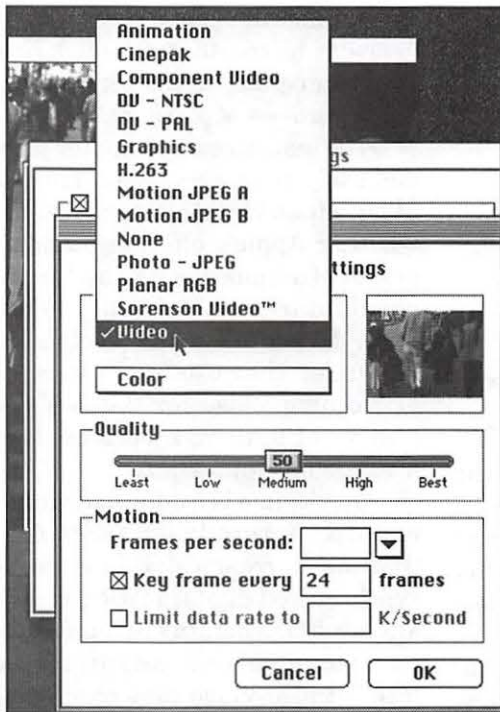 Animation
Cinepak
Component Video
DV - NTSC
DV - PAL
Graphics
H.263
Motion JPEG A
Motion JPEG B
None
Photo - JPEG
Planar RGB
Sorenson Video™
✓Video
gs
ttings
Color
Quality
50
Least Low Medium High Best
Motion
Frames per second:
Key frame every 24 frames
Limit data rate to K/Second
Cancel OK